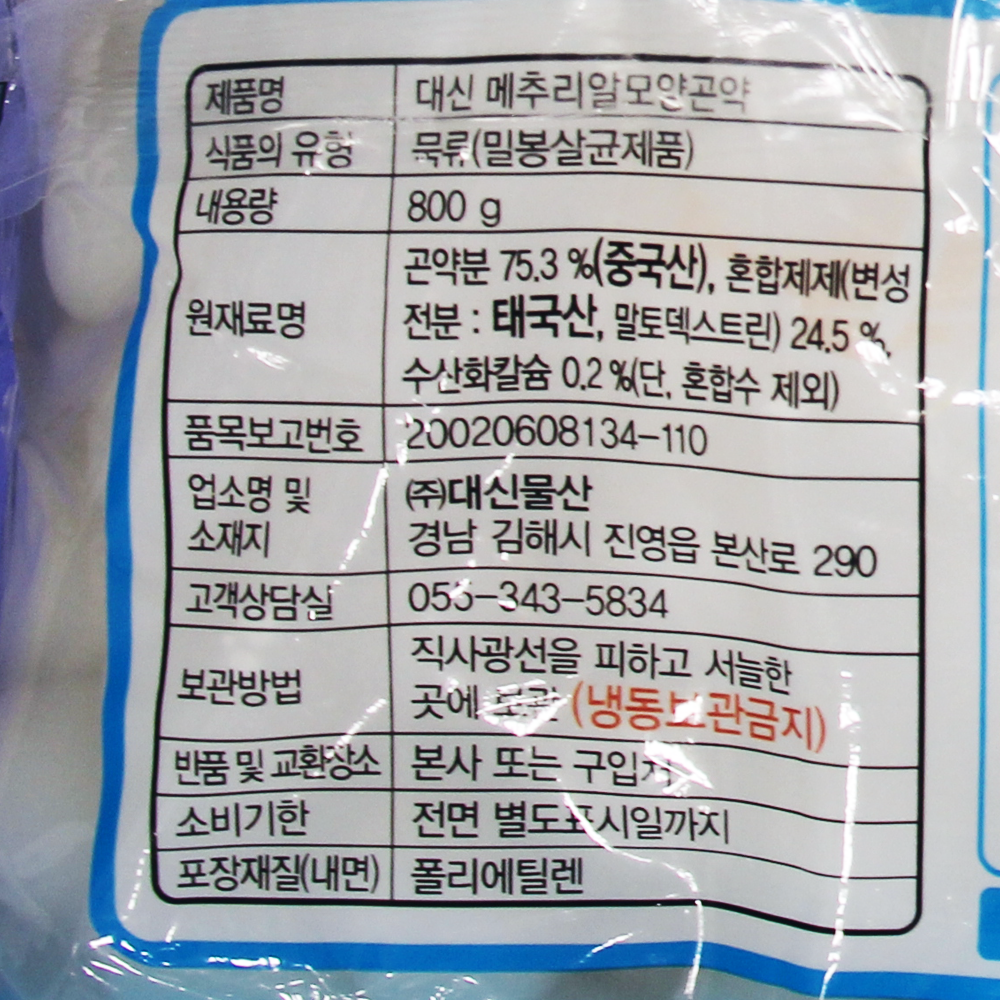 제품명 대신 메추리알모양곤약
식품의 유형 묵류(밀봉살균제품)
내용량 800 g
원재료명 곤약분 75.3 %(중국산), 혼합제제(변성
전분 : 태국산, 말토덱스트린) 24.5 %,
수산화칼슘 0.2 %(단, 혼합수 제외)
품목보고번호 20020608134-110
업소명 및 (주)대신물산
소재지 경남 김해시 진영읍 본산로 290
고객상담실 055-343-5834
보관방법 직사광선을 피하고 서늘한
곳에 보관 (냉동보관금지)
반품 및 교환장소 본사 또는 구입처
소비기한 전면 별도표시일까지
포장재질(내면) 폴리에틸렌